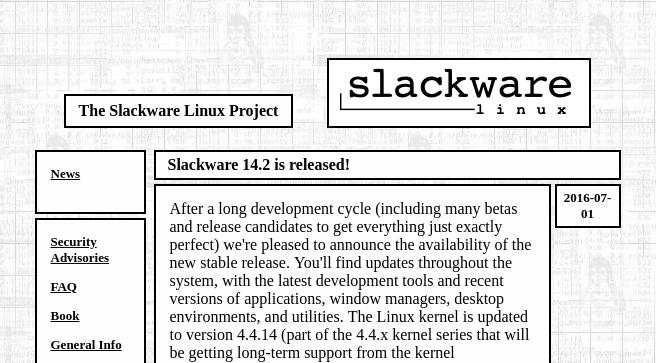 The Slackware Linux Project
slackware
linux
News
Slackware 14.2 is released!
2016-07-
01
Security
Advisories
FAQ
Book
General Info
After a long development cycle (including many betas
and release candidates to get everything just exactly
perfect) we're pleased to announce the availability of the
new stable release. You'll find updates throughout the
system, with the latest development tools and recent
versions of applications, window managers, desktop
environments, and utilities. The Linux kernel is updated
to version 4.4.14 (part of the 4.4.x kernel series that will
be getting long-term support from the kernel